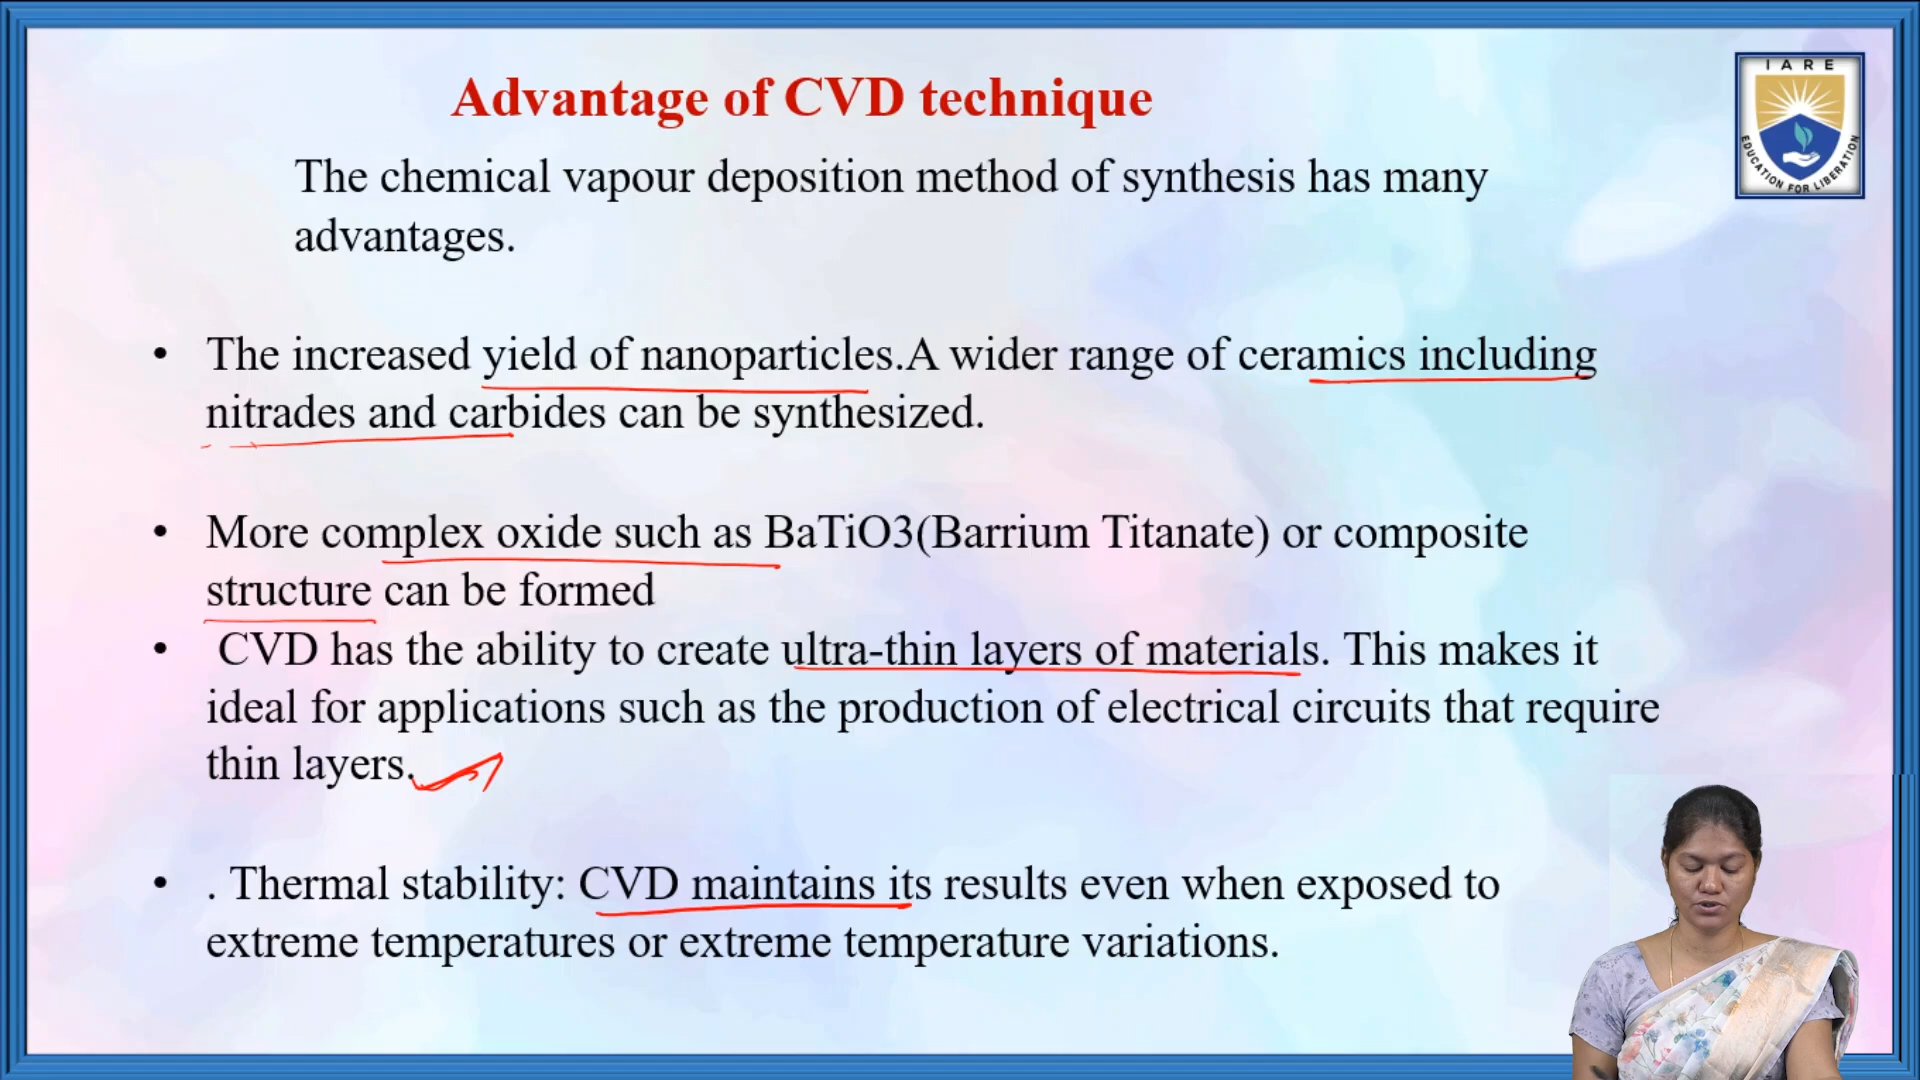 Advantage of CVD technique
IARE
EDUCATION FOR LIBERATION
The chemical vapour deposition method of synthesis has many
advantages.
• The increased yield of nanoparticles.A wider range of ceramics including
nitrades and carbides can be synthesized.
• More complex oxide such as BaTiO3(Barrium Titanate) or composite
structure can be formed
• CVD has the ability to create ultra-thin layers of materials. This makes it
ideal for applications such as the production of electrical circuits that require
thin layers.
• . Thermal stability: CVD maintains its results even when exposed to
extreme temperatures or extreme temperature variations.